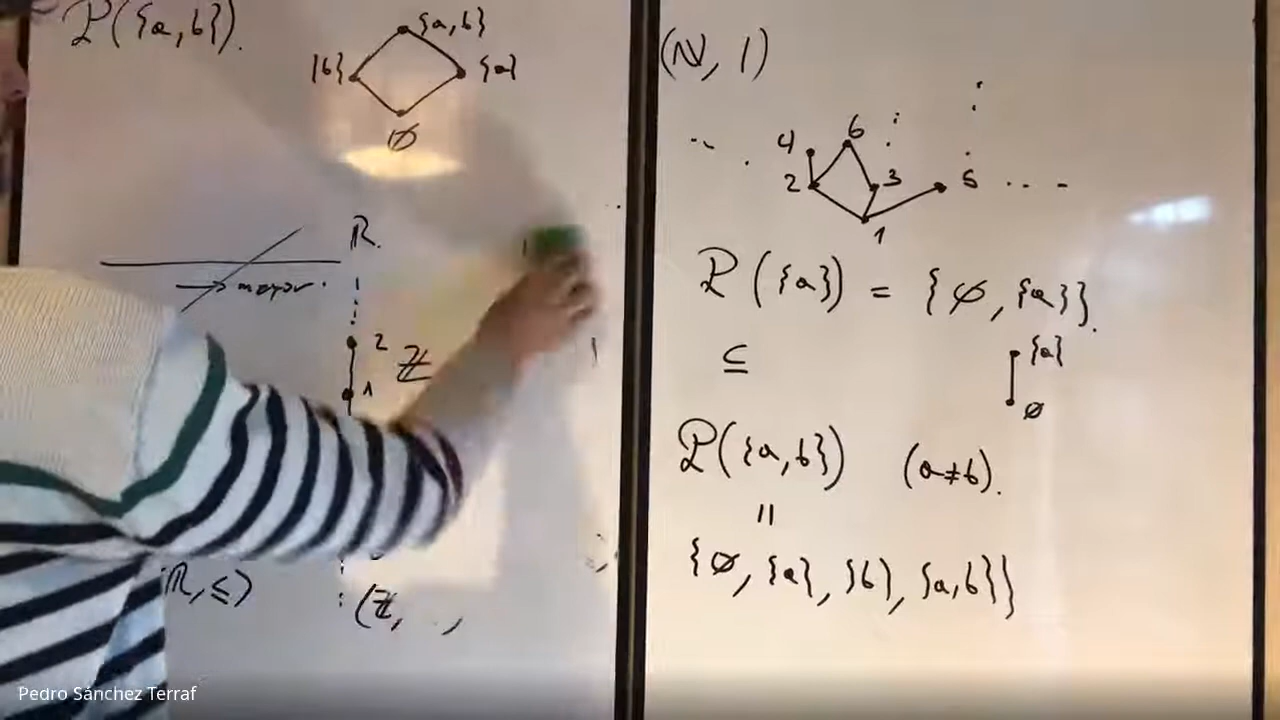 𝒫({a,b}).
{a,b}
{b}
{a}
∅
ℝ.
→ mayor.
2
ℤ
1
(ℝ, ≤)
(ℤ,
(ℕ, |)
4
6
2
3
5
1
𝒫({a}) = {∅, {a}}.
⊆
{a}
∅
𝒫({a,b}) (a≠b).
=
{∅, {a}, {b}, {a,b}}
Pedro Sánchez Terraf